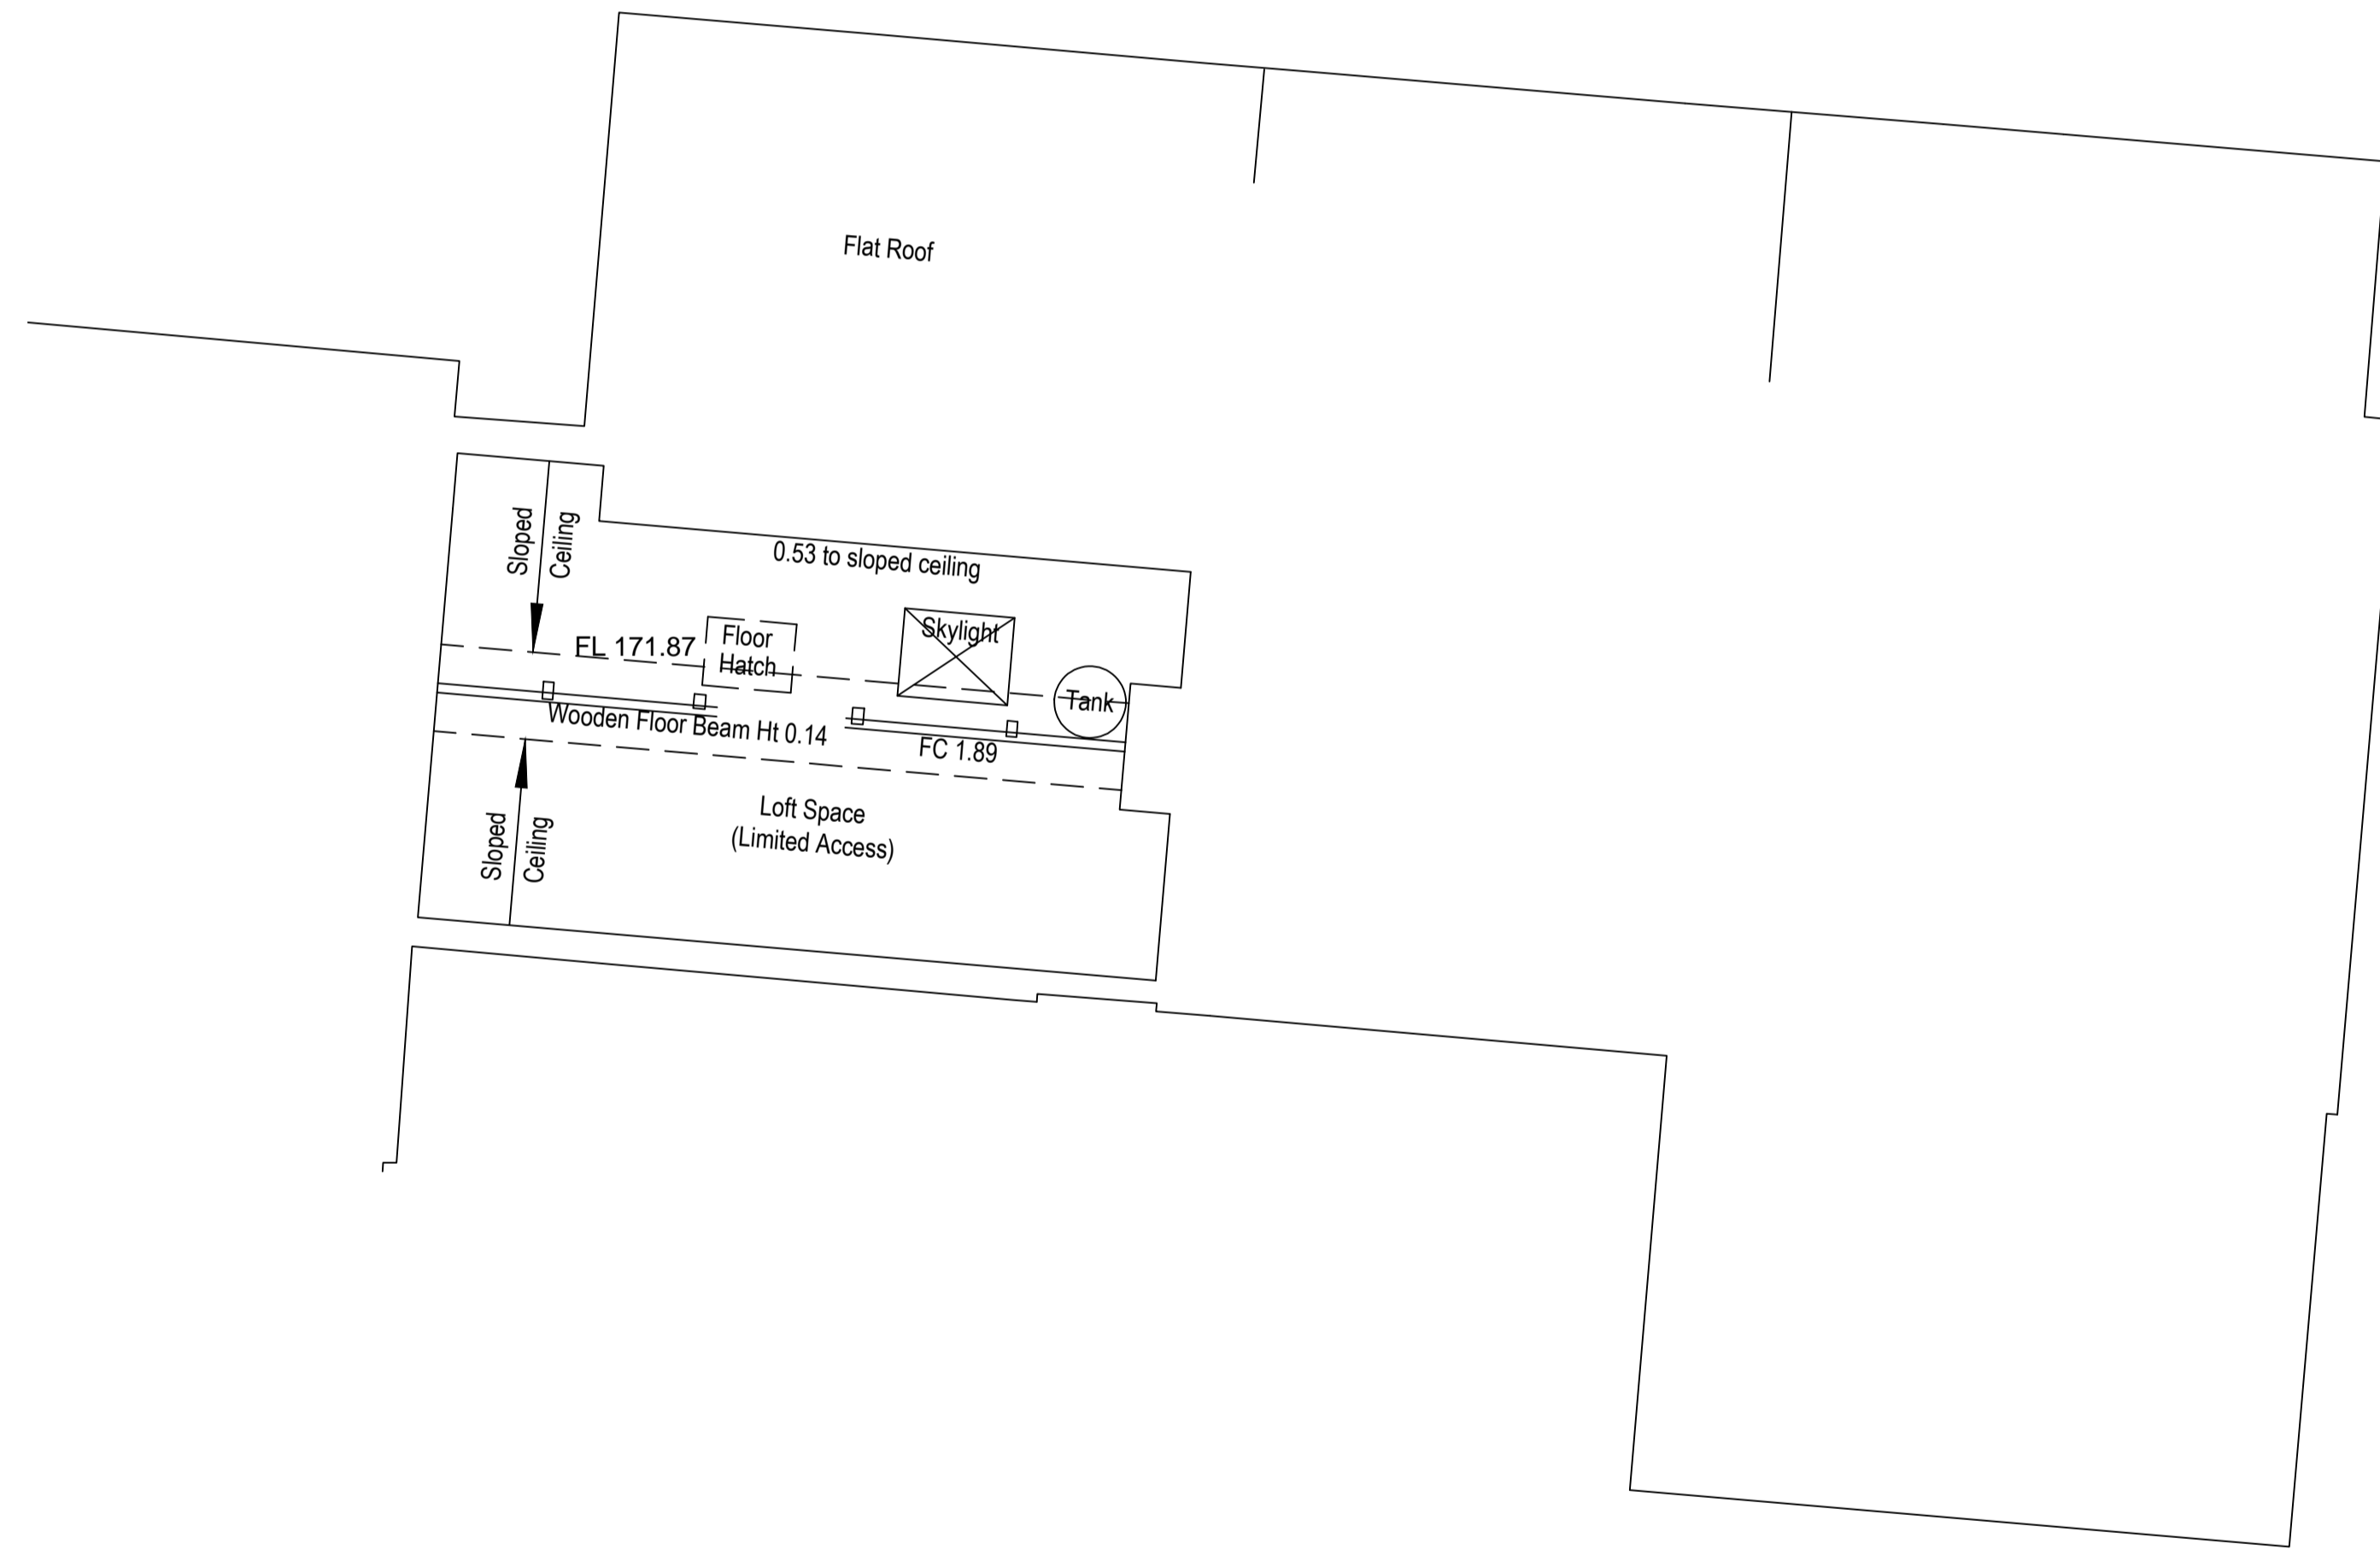 Flat Roof
Sloped
Ceiling
0.53 to sloped ceiling
FL 171.87
Floor
Hatch
Skylight
Tank
Wooden Floor Beam Ht 0.14
FC 1.89
Loft Space
(Limited Access)
Sloped
Ceiling